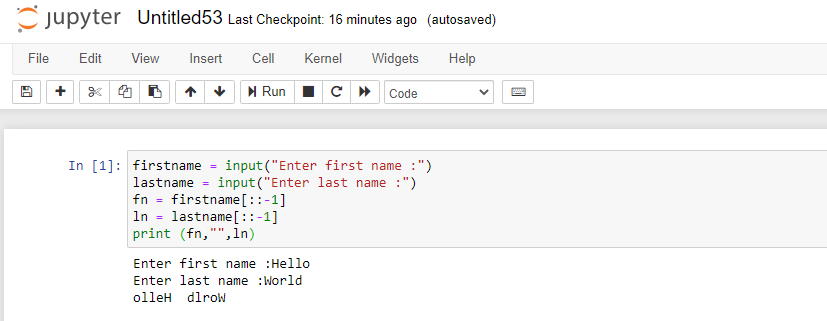 jupyter Untitled53 Last Checkpoint: 16 minutes ago (autosaved)
File Edit View Insert Cell Kernel Widgets Help
Run Code
In [1]: firstname = input("Enter first name :")
lastname = input("Enter last name :")
fn = firstname[::-1]
ln = lastname[::-1]
print (fn,"",ln)
Enter first name :Hello
Enter last name :World
olleH  dlroW